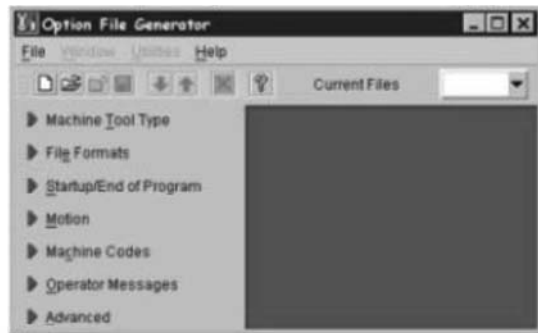 Option File Generator
File Window Utilities Help
Current Files
Machine Tool Type
File Formats
Startup/End of Program
Motion
Machine Codes
Operator Messages
Advanced